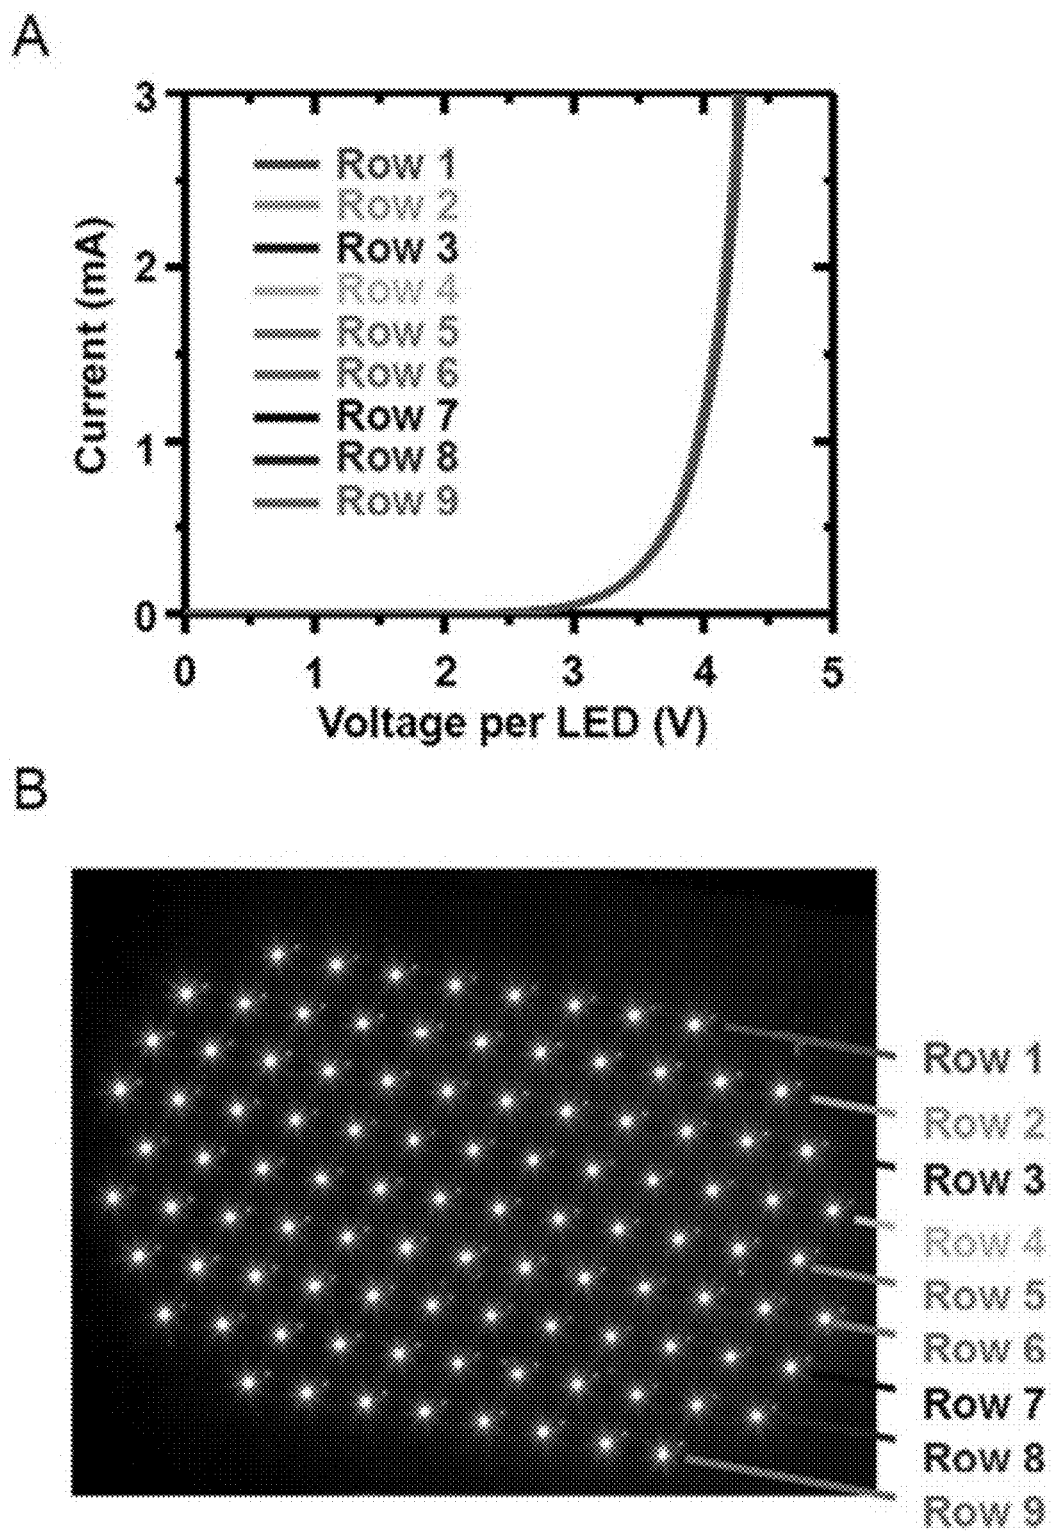 A
3
2
1
0
Current (mA)
Row 1
Row 2
Row 3
Row 4
Row 5
Row 6
Row 7
Row 8
Row 9
0 1 2 3 4 5
Voltage per LED (V)
B
Row 1
Row 2
Row 3
Row 4
Row 5
Row 6
Row 7
Row 8
Row 9